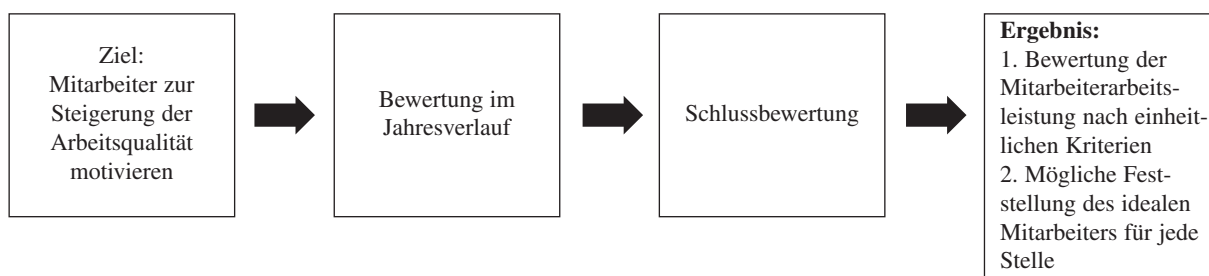 Ziel:
Mitarbeiter zur
Steigerung der
Arbeitsqualität
motivieren
Bewertung im
Jahresverlauf
Schlussbewertung
Ergebnis:
1. Bewertung der
Mitarbeiterarbeits-
leistung nach einheit-
lichen Kriterien
2. Mögliche Fest-
stellung des idealen
Mitarbeiters für jede
Stelle